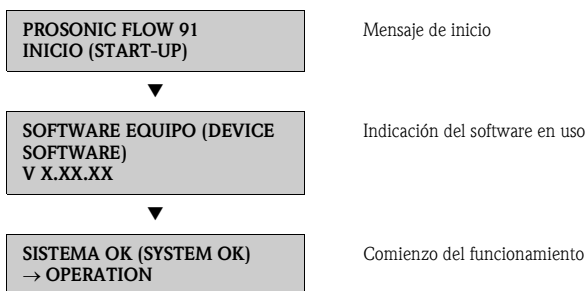 PROSONIC FLOW 91
INICIO (START-UP)
Mensaje de inicio
▼
SOFTWARE EQUIPO (DEVICE
SOFTWARE)
V X.XX.XX
Indicación del software en uso
▼
SISTEMA OK (SYSTEM OK)
→ OPERATION
Comienzo del funcionamiento